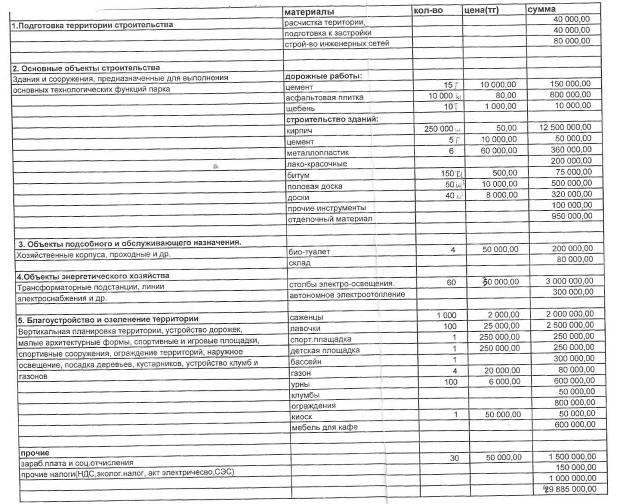 материалы кол-во цена(тг) сумма
1.Подготовка территории строительства расчистка територии, 40 000,00
подготовка к застройки 40 000,00
строй-во инженерных сетей 80 000,00
2. Основные объекты строительства
Здания и сооружения, предназначенные для выполнения дорожные работы:
основных технологических функций парка цемент 15 10 000,00 150 000,00
асфальтовая плитка 10 000 80,00 800 000,00
щебень 10 1 000,00 10 000,00
строительство зданий:
кирпич 250 000 50,00 12 500 000,00
цемент 5 10 000,00 50 000,00
металлопластик 6 60 000,00 360 000,00
лако-красочные 200 000,00
битум 150 500,00 75 000,00
половая доска 50 10 000,00 500 000,00
доски 40 8 000,00 320 000,00
прочие инструменты 100 000,00
отделочный материал 950 000,00
3. Объекты подсобного и обслуживающего назначения.
Хозяйственные корпуса, проходные и др. био-туалет 4 50 000,00 200 000,00
склад 80 000,00
4.Объекты энергетического хозяйства
Трансформаторные подстанции, линии столбы электро-освещения. 60 50 000,00 3 000 000,00
электроснабжения и др. автономное электроотопление 300 000,00
5. Благоустройство и озеленение территории саженцы 1 000 2 000,00 2 000 000,00
Вертикальная планировка территории, устройство дорожек, лавочки 100 25 000,00 2 500 000,00
малые архитектурные формы, спортивные и игровые площадки, спорт.плащадка 1 250 000,00 250 000,00
спортивные сооружения, ограждение территорий, наружное детская площадка 1 250 000,00 250 000,00
освещение, посадка деревьев, кустарников, устройство клумб и бассейн 1 300 000,00
газонов газон 4 20 000,00 80 000,00
урны 100 6 000,00 600 000,00
клумбы 50 000,00
ограждения 800 000,00
киоск 1 50 000,00 50 000,00
мебель для кафе 600 000,00
прочие
зараб.плата и соц.отчисления 30 50 000,00 1 500 000,00
прочие налоги(НДС,эколог.налог, акт электричесво,СЭС) 150 000,00
1 000 000,00
29 885 000,00